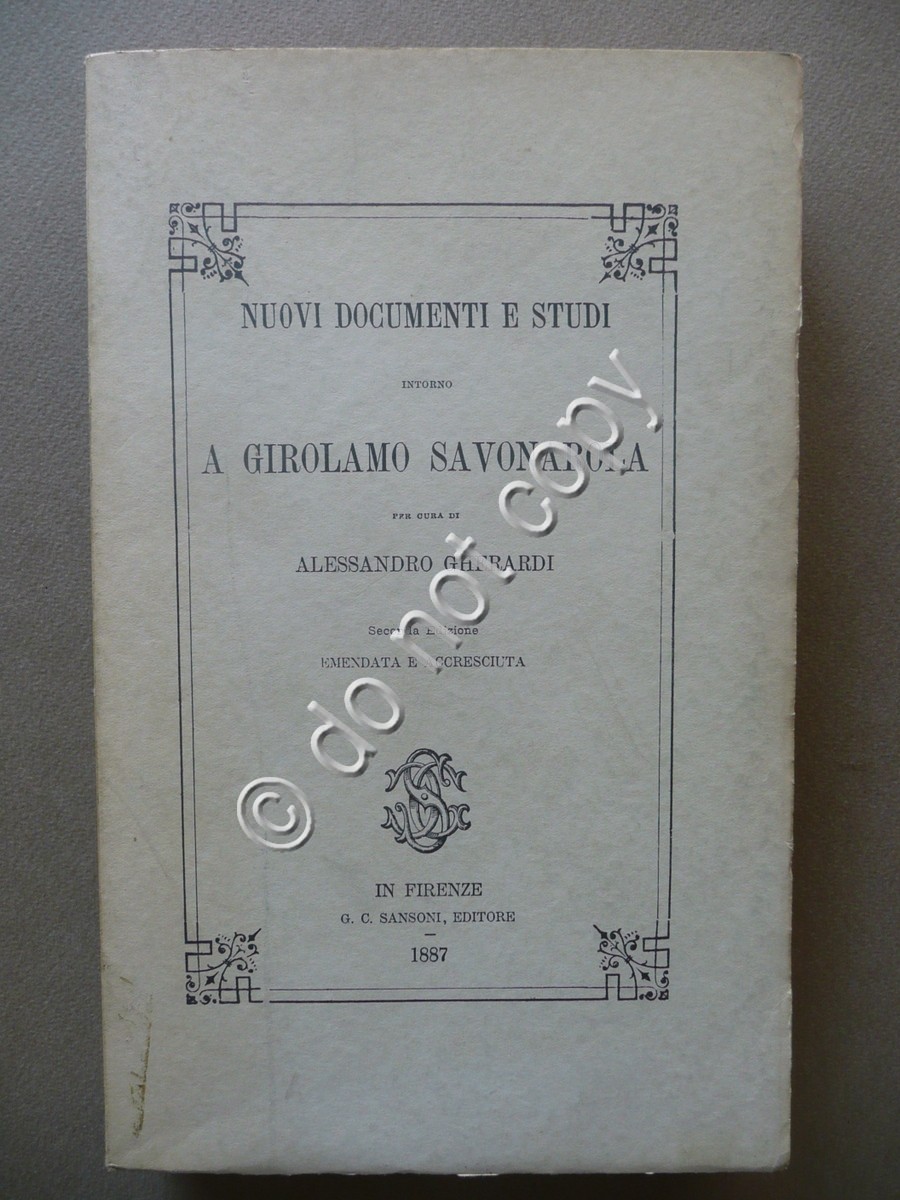 NUOVI DOCUMENTI E STUDI
INTORNO
A GIROLAMO SAVONAROLA
PER CURA DI
ALESSANDRO GHERARDI
Seconda Edizione
EMENDATA E ACCRESCIUTA
© do not copy
IN FIRENZE
G. C. SANSONI, EDITORE
1887